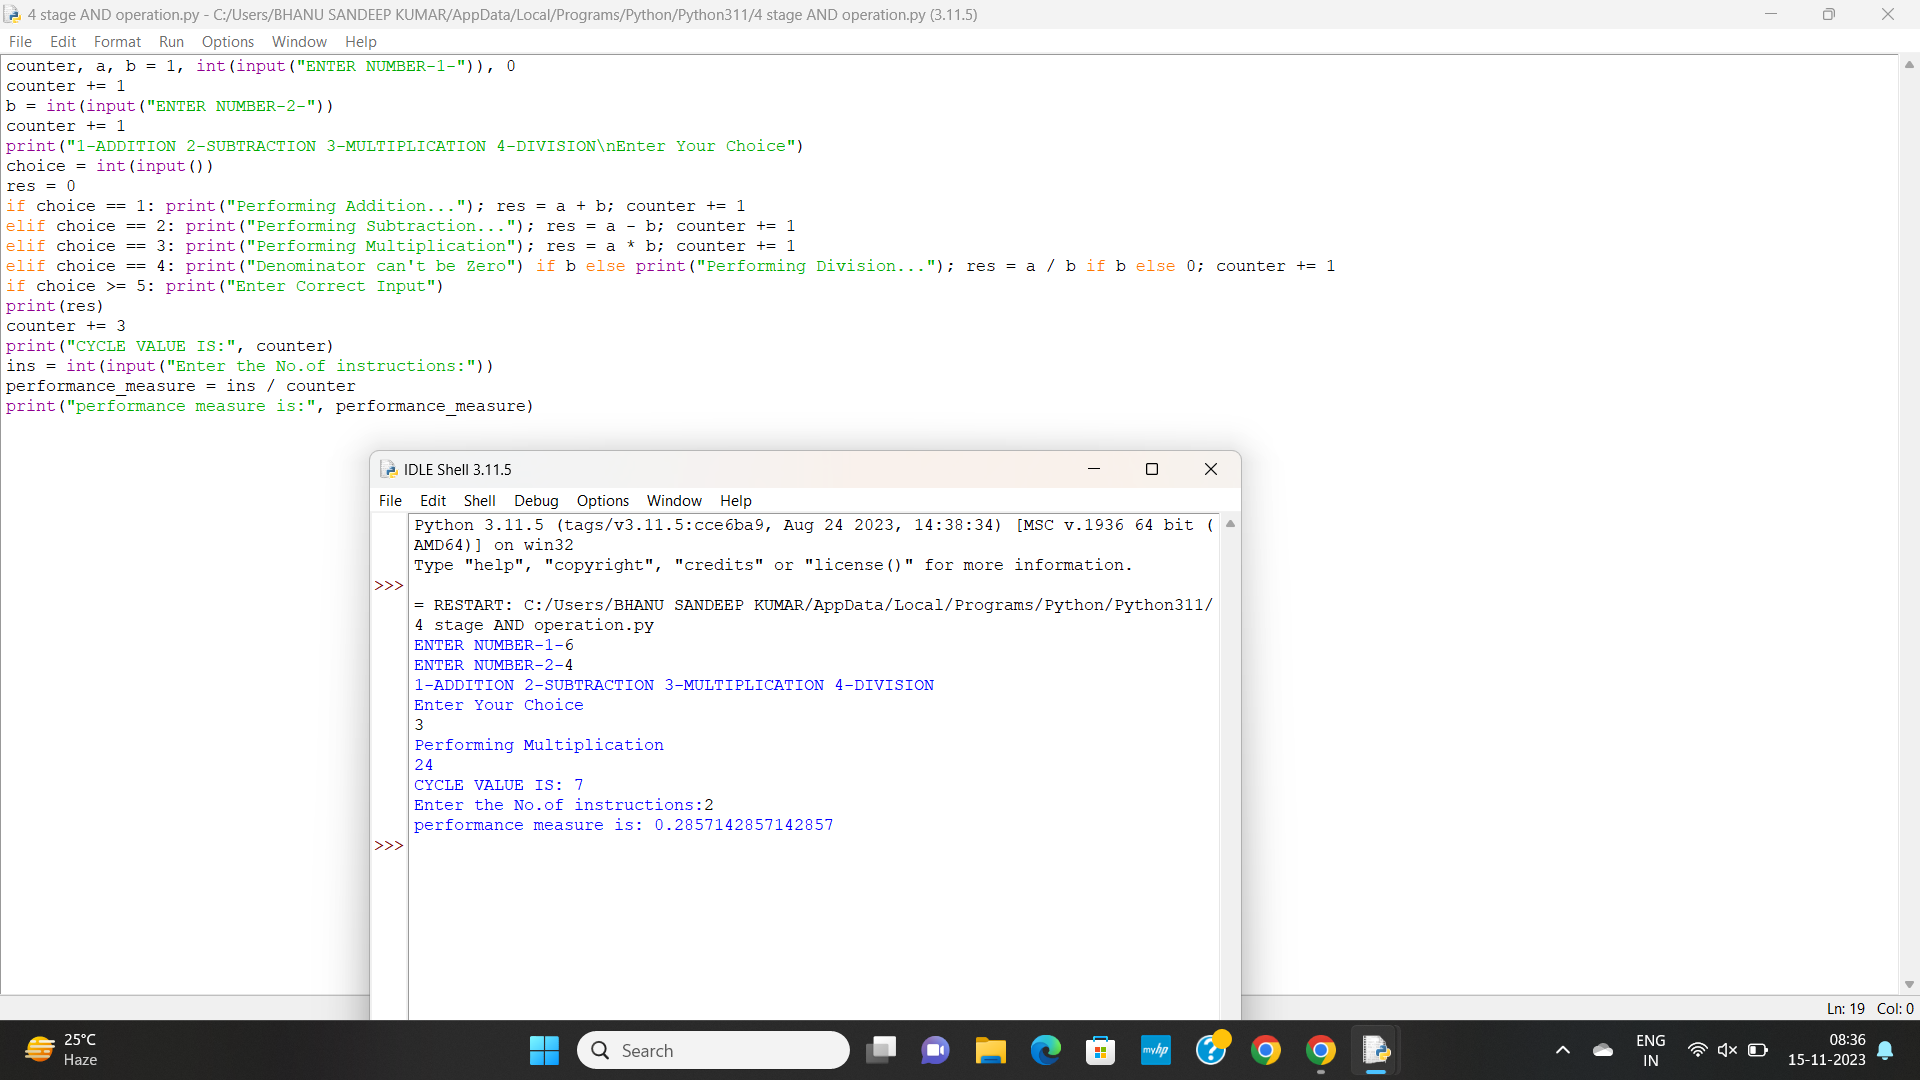 4 stage AND operation.py - C:/Users/BHANU SANDEEP KUMAR/AppData/Local/Programs/Python/Python311/4 stage AND operation.py (3.11.5)
File Edit Format Run Options Window Help
counter, a, b = 1, int(input("ENTER NUMBER-1-")), 0
counter += 1
b = int(input("ENTER NUMBER-2-"))
counter += 1
print("1-ADDITION 2-SUBTRACTION 3-MULTIPLICATION 4-DIVISION\nEnter Your Choice")
choice = int(input())
res = 0
if choice == 1: print("Performing Addition..."); res = a + b; counter += 1
elif choice == 2: print("Performing Subtraction..."); res = a - b; counter += 1
elif choice == 3: print("Performing Multiplication"); res = a * b; counter += 1
elif choice == 4: print("Denominator can't be Zero") if b else print("Performing Division..."); res = a / b if b else 0; counter += 1
if choice >= 5: print("Enter Correct Input")
print(res)
counter += 3
print("CYCLE VALUE IS:", counter)
ins = int(input("Enter the No.of instructions:"))
performance_measure = ins / counter
print("performance measure is:", performance_measure)
IDLE Shell 3.11.5
File Edit Shell Debug Options Window Help
Python 3.11.5 (tags/v3.11.5:cce6ba9, Aug 24 2023, 14:38:34) [MSC v.1936 64 bit (
AMD64)] on win32
Type "help", "copyright", "credits" or "license()" for more information.
>>>
= RESTART: C:/Users/BHANU SANDEEP KUMAR/AppData/Local/Programs/Python/Python311/
4 stage AND operation.py
ENTER NUMBER-1-6
ENTER NUMBER-2-4
1-ADDITION 2-SUBTRACTION 3-MULTIPLICATION 4-DIVISION
Enter Your Choice
3
Performing Multiplication
24
CYCLE VALUE IS: 7
Enter the No.of instructions:2
performance measure is: 0.2857142857142857
>>>
Ln: 19 Col: 0
25°C
Haze
Search
myhp
ENG
IN
08:36
15-11-2023